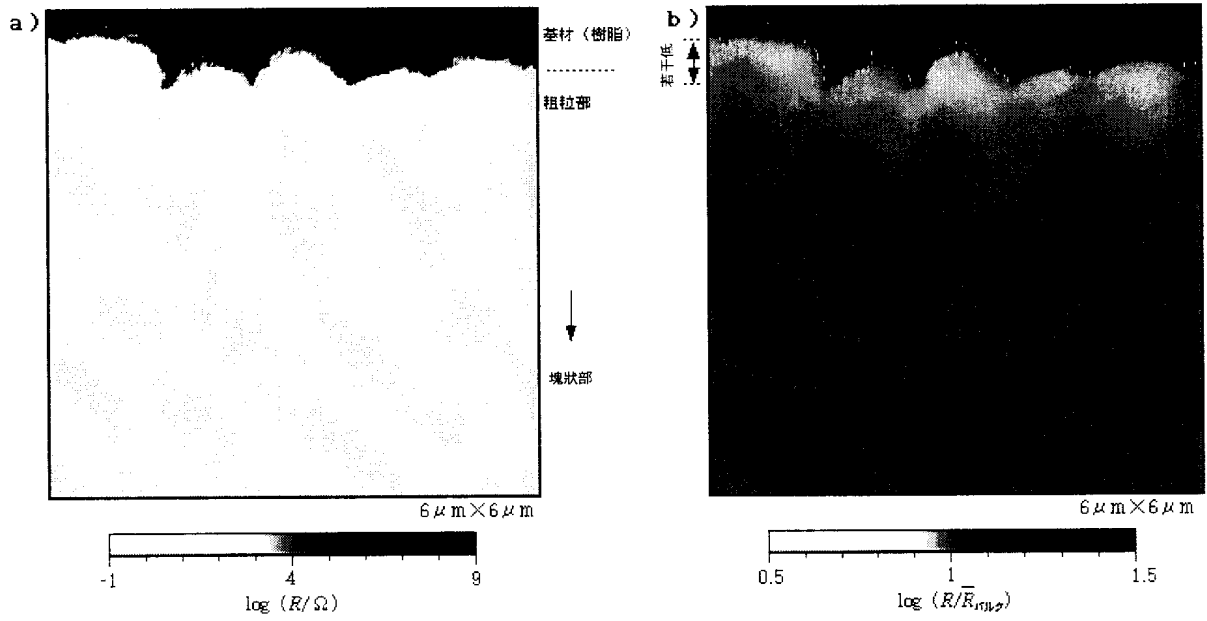 a)
基材（樹脂）
粗粒部
塊狀部
6μm×6μm
-1 4 9
log (R/Ω)
b)
若干低
6μm×6μm
0.5 1 1.5
log (R/R̅バルク)